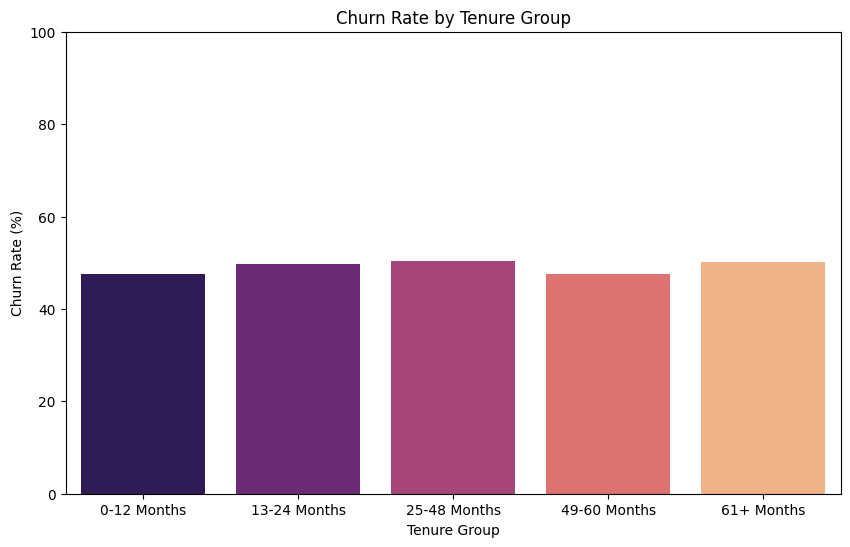 Churn Rate by Tenure Group
100
80
60
40
20
0
Churn Rate (%)
0-12 Months
13-24 Months
25-48 Months
49-60 Months
61+ Months
Tenure Group